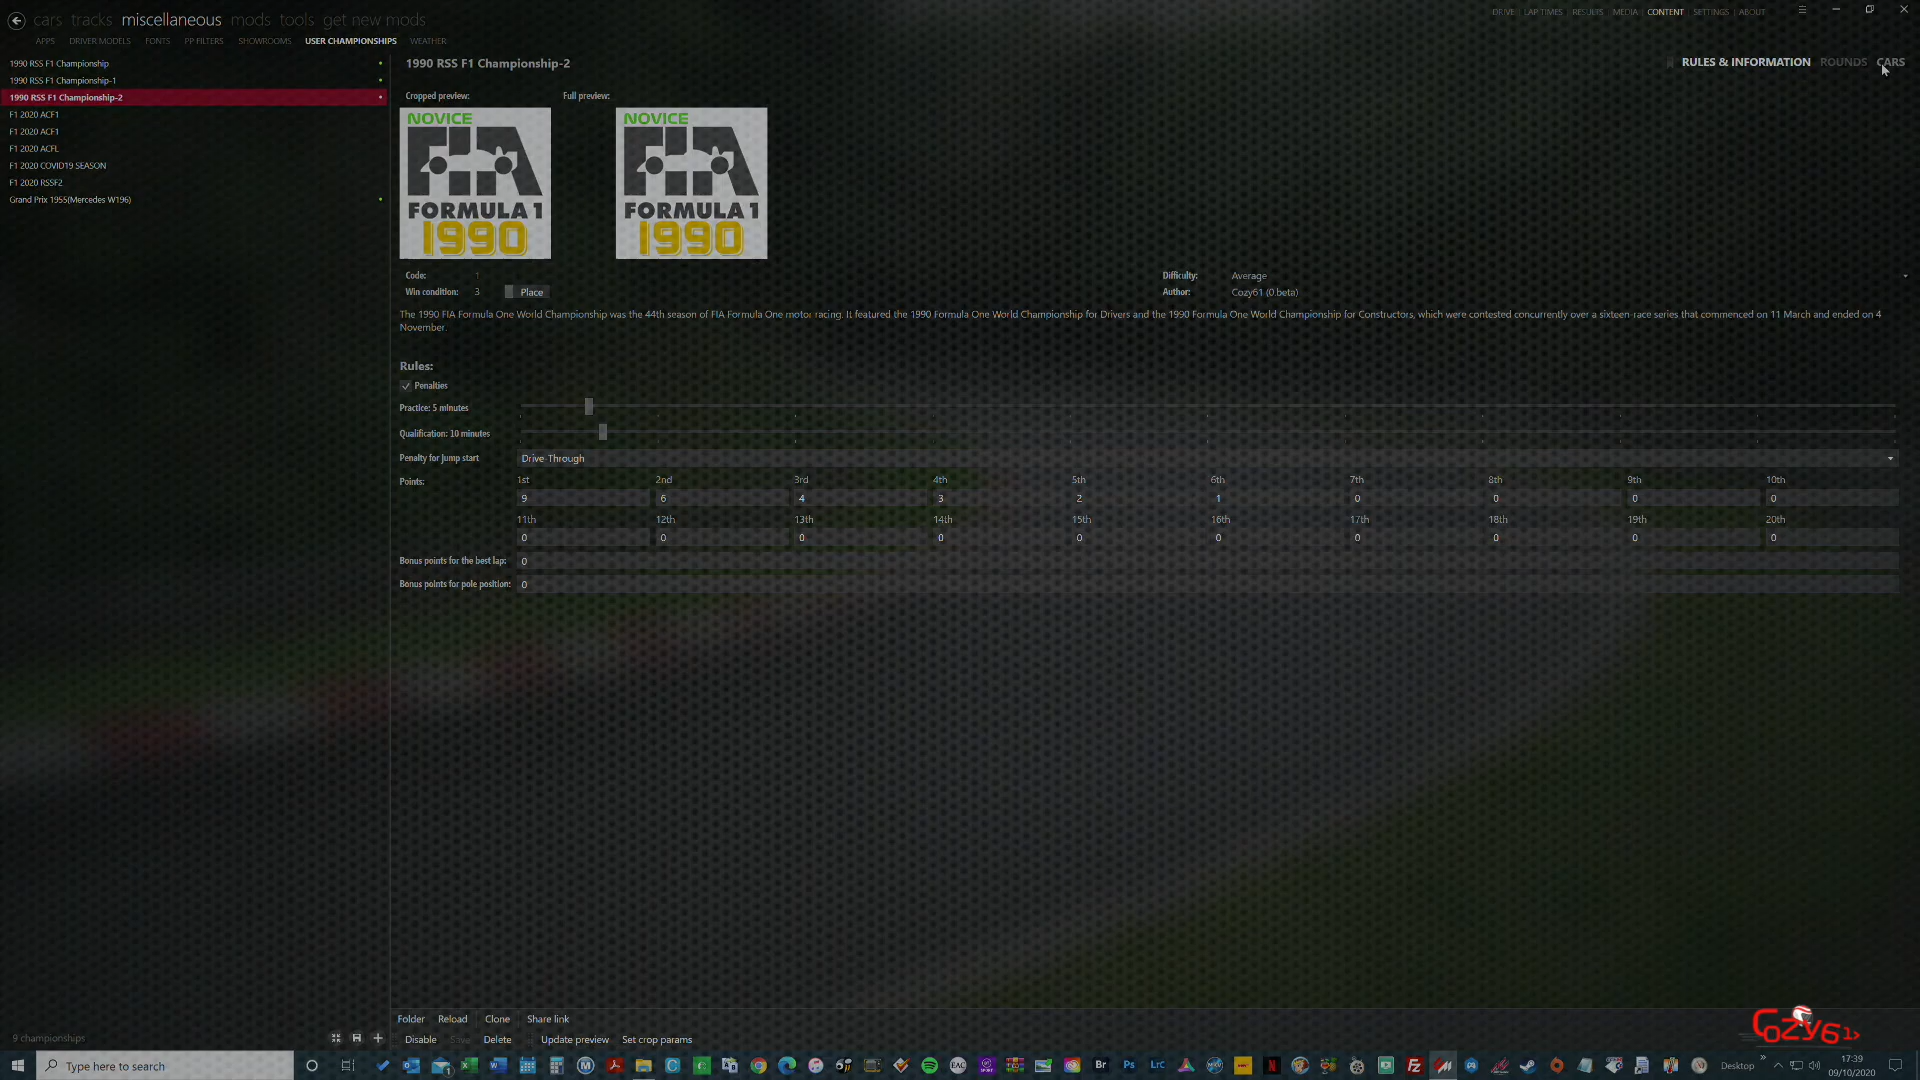 cars tracks miscellaneous mods tools get new mods
DRIVE LAP TIMES RESULTS MEDIA CONTENT SETTINGS ABOUT
APPS DRIVER MODELS FONTS PP FILTERS SHOWROOMS USER CHAMPIONSHIPS WEATHER
1990 RSS F1 Championship
1990 RSS F1 Championship-1
1990 RSS F1 Championship-2
F1 2020 ACF1
F1 2020 ACF1
F1 2020 ACFL
F1 2020 COVID19 SEASON
F1 2020 RSSF2
Grand Prix 1955(Mercedes W196)
1990 RSS F1 Championship-2
RULES & INFORMATION ROUNDS CARS
Cropped preview: Full preview:
NOVICE
FIA
FORMULA 1
1990
NOVICE
FIA
FORMULA 1
1990
Code: 1
Difficulty: Average
Win condition: 3 Place
Author: Cozy61 (0.beta)
The 1990 FIA Formula One World Championship was the 44th season of FIA Formula One motor racing. It featured the 1990 Formula One World Championship for Drivers and the 1990 Formula One World Championship for Constructors, which were contested concurrently over a sixteen-race series that commenced on 11 March and ended on 4
November.
Rules:
Penalties
Practice: 5 minutes
Qualification: 10 minutes
Penalty for jump start Drive-Through
Points: 1st 2nd 3rd 4th 5th 6th 7th 8th 9th 10th
9 6 4 3 2 1 0 0 0 0
11th 12th 13th 14th 15th 16th 17th 18th 19th 20th
0 0 0 0 0 0 0 0 0 0
Bonus points for the best lap: 0
Bonus points for pole position: 0
Folder Reload Clone Share link
9 championships
Disable Save Delete Update preview Set crop params
Cozy61
Type here to search
Desktop
17:39
09/10/2020